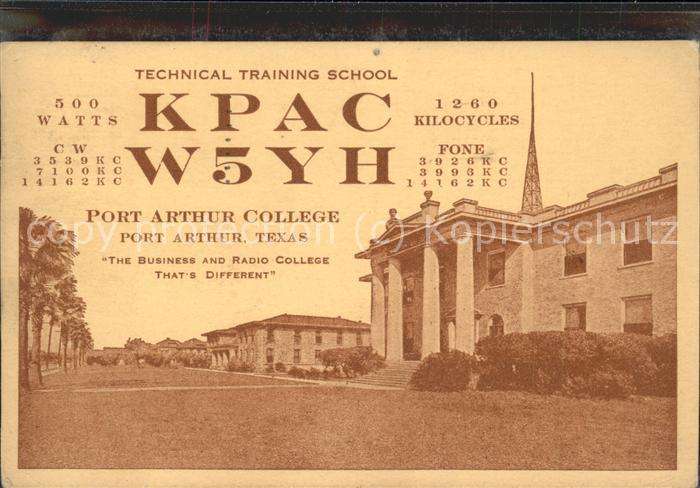 TECHNICAL TRAINING SCHOOL
KPAC
500
WATTS
1260
KILOCYCLES
W5YH
CW
3539KC
7100KC
14162KC
FONE
3926KC
3993KC
14162KC
PORT ARTHUR COLLEGE
PORT ARTHUR, TEXAS
"THE BUSINESS AND RADIO COLLEGE
THAT'S DIFFERENT"
copyright (c) Kopierschutz